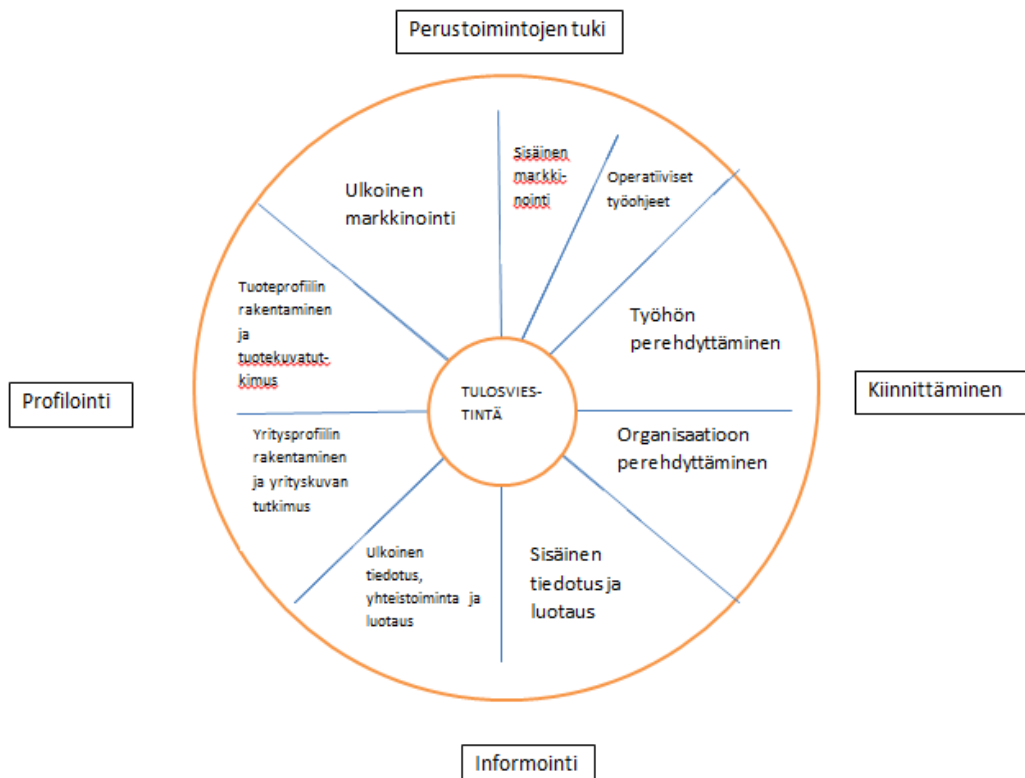 Perustoimintojen tuki
Ulkoinen
markkinointi
Sisäinen
markki-
nointi
Operatiiviset
työohjeet
Työhön
perehdyttäminen
Tuoteprofiilin
rakentaminen
ja
tuotekuvatut-
kimus
TULOSVIES-
TINTÄ
Profilointi
Kiinnittäminen
Organisaatioon
perehdyttäminen
Yritysprofiilin
rakentaminen
ja yrityskuvan
tutkimus
Ulkoinen
tiedotus,
yhteistoiminta ja
luotaus
Sisäinen
tiedotus ja
luotaus
Informointi